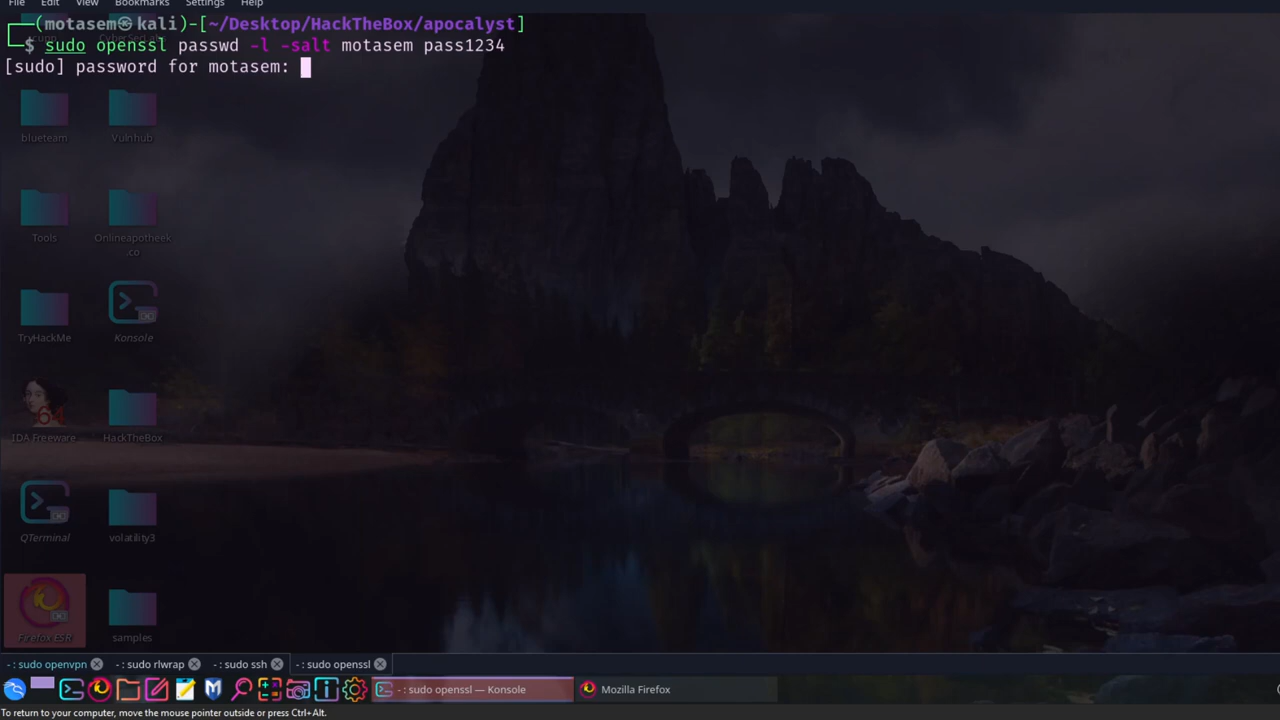 File Edit View Bookmarks Settings Help
┌──(motasem㉿kali)-[~/Desktop/HackTheBox/apocalyst]
└─$ sudo openssl passwd -l -salt motasem pass1234
[sudo] password for motasem:
blueteam
Vulnhub
Tools
Onlineapotheek
.co
TryHackMe
Konsole
IDA Freeware
HackTheBox
QTerminal
volatility3
Firefox ESR
samples
- : sudo openvpn
- : sudo rlwrap
- : sudo ssh
- : sudo openssl
- : sudo openssl — Konsole
Mozilla Firefox
To return to your computer, move the mouse pointer outside or press Ctrl+Alt.